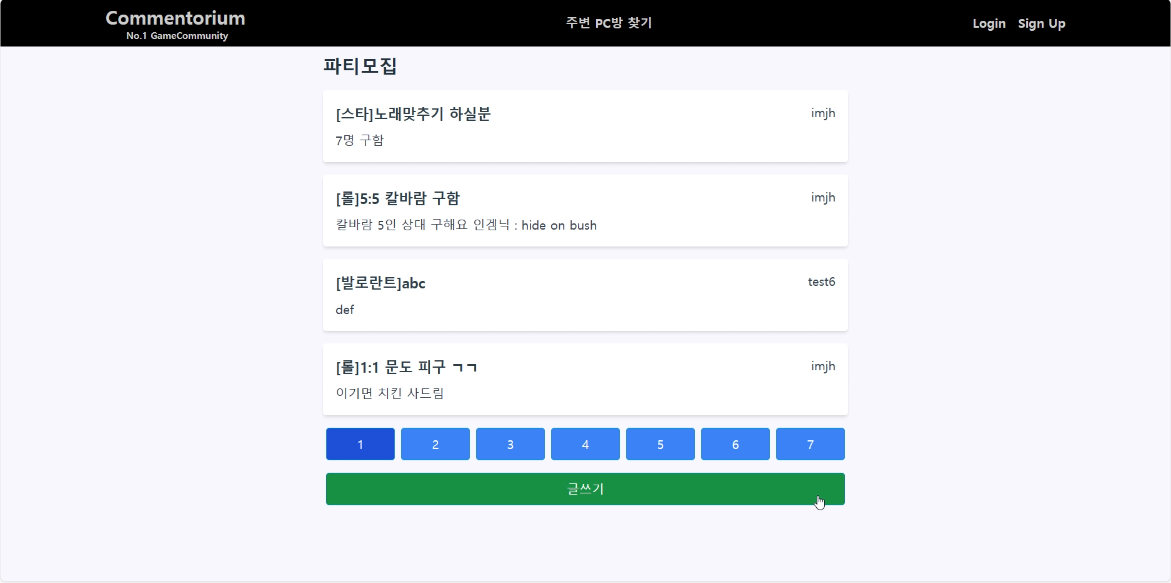 Commentorium
No.1 GameCommunity
주변 PC방 찾기
Login Sign Up
파티모집
[스타]노래맞추기 하실분 imjh
7명 구함
[롤]5:5 칼바람 구함 imjh
칼바람 5인 상대 구해요 인겜닉 : hide on bush
[발로란트]abc test6
def
[롤]1:1 문도 피구 ㄱㄱ imjh
이기면 치킨 사드림
1 2 3 4 5 6 7
글쓰기